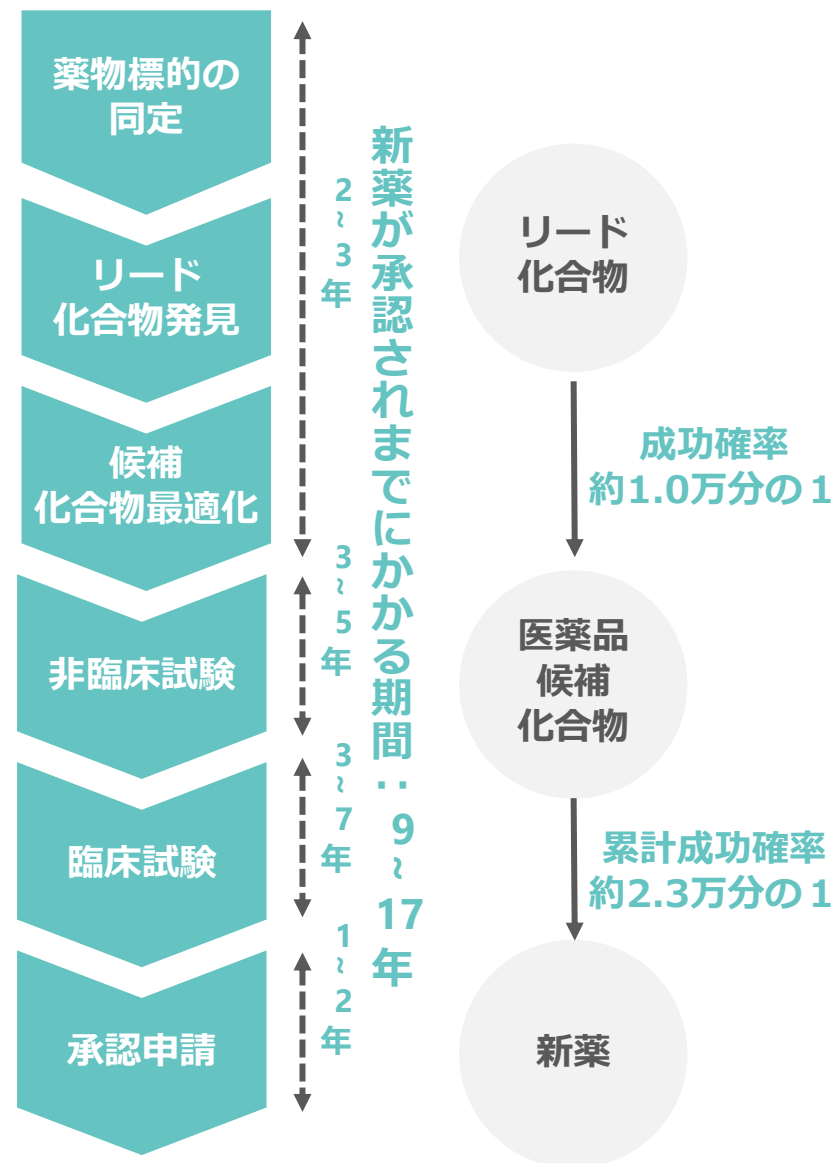 薬物標的の
同定
リード
化合物発見
候補
化合物最適化
非臨床試験
臨床試験
承認申請
2~3年
3~5年
3~7年
1~2年
新薬が承認されまでにかかる期間：9~17年
リード
化合物
成功確率
約1.0万分の１
医薬品
候補
化合物
累計成功確率
約2.3万分の１
新薬